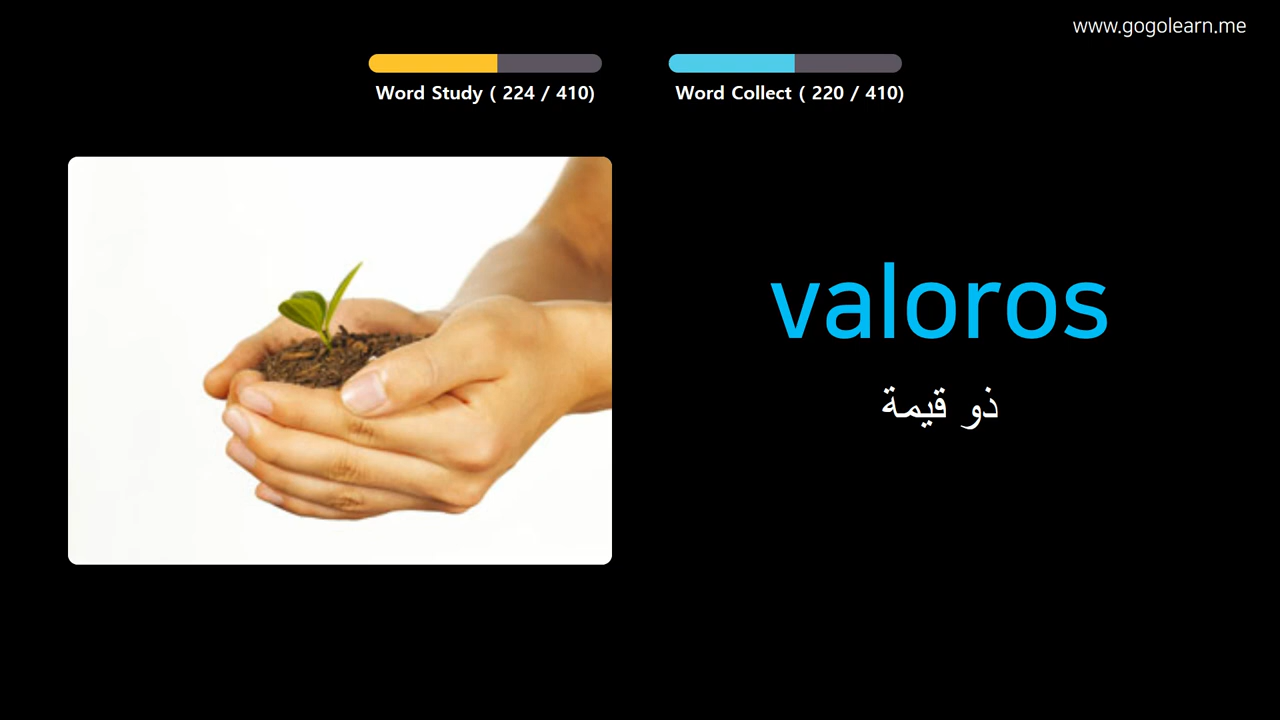 www.gogolearn.me
Word Study ( 224 / 410)
Word Collect ( 220 / 410)
valoros
ذو قيمة